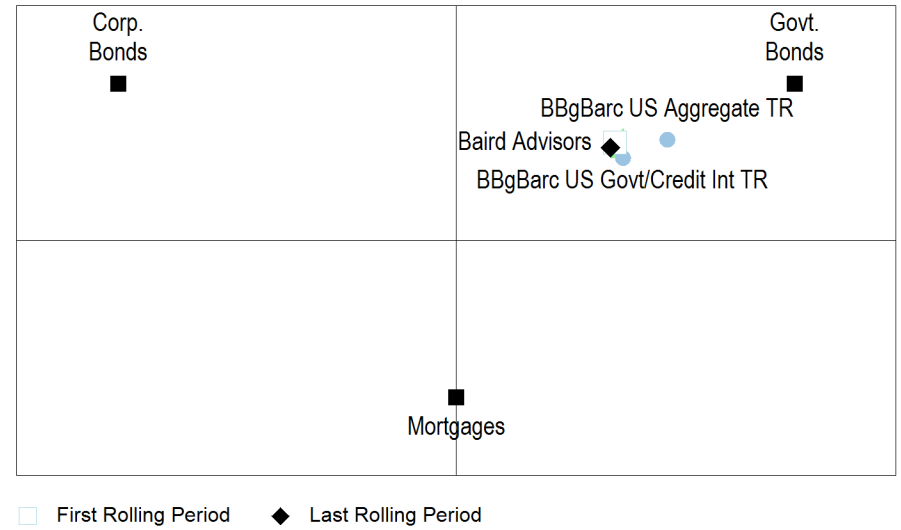 Corp.
Bonds
Govt.
Bonds
BBgBarc US Aggregate TR
Baird Advisors
BBgBarc US Govt/Credit Int TR
Mortgages
First Rolling Period
Last Rolling Period